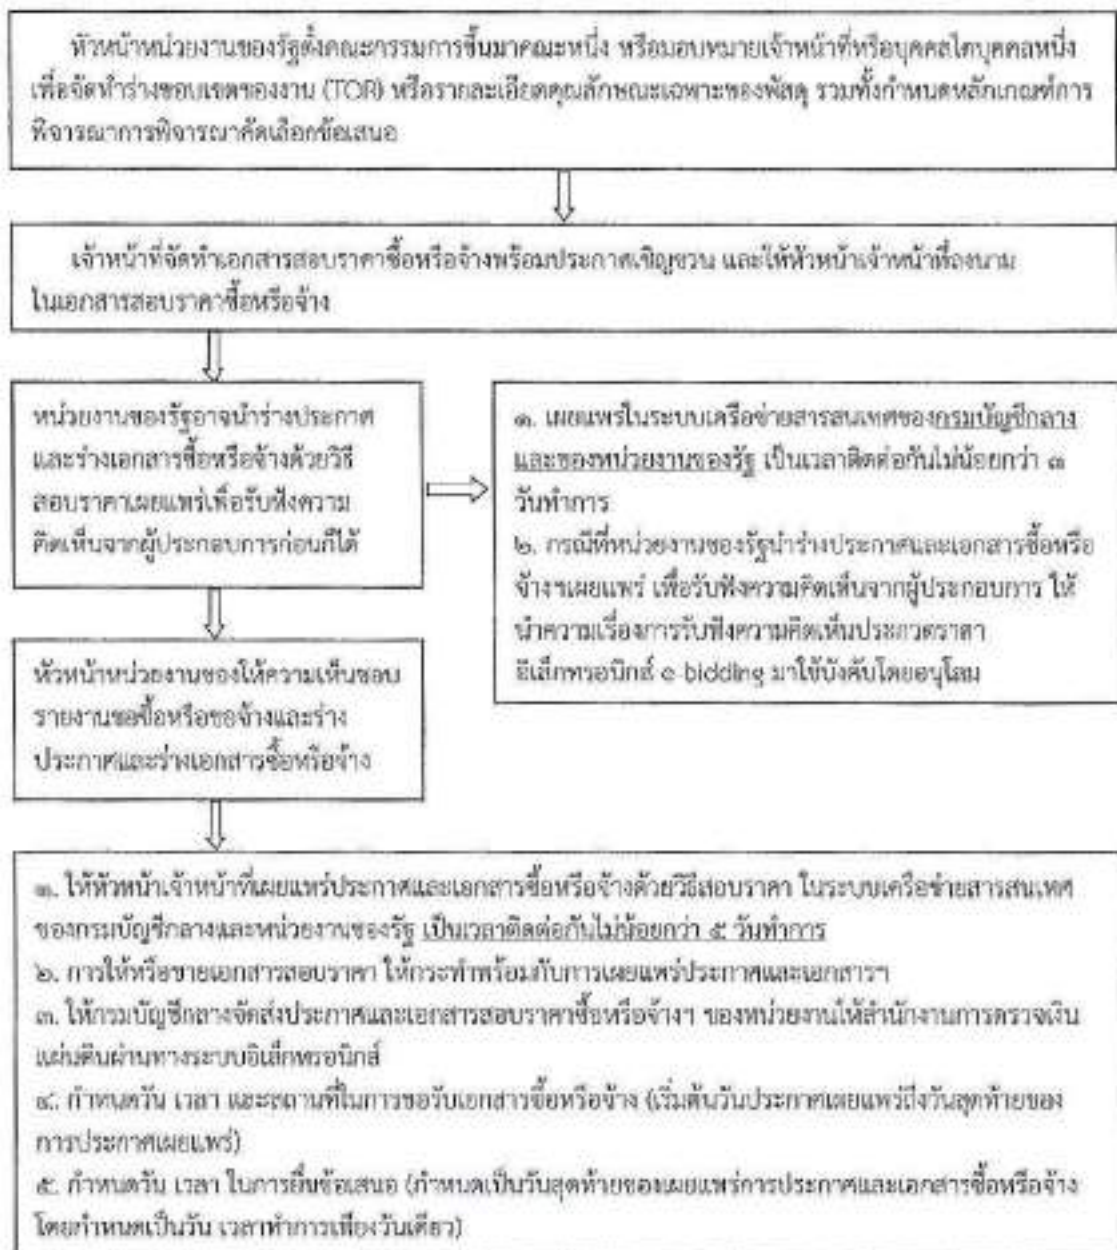 หัวหน้าหน่วยงานของรัฐตั้งคณะกรรมการขึ้นมาคณะหนึ่ง หรือมอบหมายเจ้าหน้าที่หรือบุคคลใดบุคคลหนึ่ง
เพื่อจัดทำร่างขอบเขตของงาน (TOR) หรือรายละเอียดคุณลักษณะเฉพาะของพัสดุ รวมทั้งกำหนดหลักเกณฑ์การ
พิจารณาการพิจารณาคัดเลือกข้อเสนอ
เจ้าหน้าที่จัดทำเอกสารสอบราคาซื้อหรือจ้างพร้อมประกาศเชิญชวน และให้หัวหน้าเจ้าหน้าที่ลงนาม
ในเอกสารสอบราคาซื้อหรือจ้าง
หน่วยงานของรัฐอาจนำร่างประกาศ
และร่างเอกสารซื้อหรือจ้างด้วยวิธี
สอบราคาเผยแพร่เพื่อรับฟังความ
คิดเห็นจากผู้ประกอบการก่อนก็ได้
๑. เผยแพร่ในระบบเครือข่ายสารสนเทศของกรมบัญชีกลาง
และของหน่วยงานของรัฐ เป็นเวลาติดต่อกันไม่น้อยกว่า ๓
วันทำการ
๒. กรณีที่หน่วยงานของรัฐนำร่างประกาศและเอกสารซื้อหรือ
จ้างฯเผยแพร่ เพื่อรับฟังความคิดเห็นจากผู้ประกอบการ ให้
นำความเรื่องการรับฟังความคิดเห็นประกวดราคา
อิเล็กทรอนิกส์ e-bidding มาใช้บังคับโดยอนุโลม
หัวหน้าหน่วยงานของให้ความเห็นชอบ
รายงานขอซื้อหรือขอจ้างและร่าง
ประกาศและร่างเอกสารซื้อหรือจ้าง
๑. ให้หัวหน้าเจ้าหน้าที่เผยแพร่ประกาศและเอกสารซื้อหรือจ้างด้วยวิธีสอบราคา ในระบบเครือข่ายสารสนเทศ
ของกรมบัญชีกลางและหน่วยงานของรัฐ เป็นเวลาติดต่อกันไม่น้อยกว่า ๕ วันทำการ
๒. การให้หรือขายเอกสารสอบราคา ให้กระทำพร้อมกับการเผยแพร่ประกาศและเอกสารฯ
๓. ให้กรมบัญชีกลางจัดส่งประกาศและเอกสารสอบราคาซื้อหรือจ้างฯ ของหน่วยงานให้สำนักงานการตรวจเงิน
แผ่นดินผ่านทางระบบอิเล็กทรอนิกส์
๔. กำหนดวัน เวลา และสถานที่ในการขอรับเอกสารซื้อหรือจ้าง (เริ่มต้นวันประกาศเผยแพร่ถึงวันสุดท้ายของ
การประกาศเผยแพร่)
๕. กำหนดวัน เวลา ในการยื่นข้อเสนอ (กำหนดเป็นวันสุดท้ายของเผยแพร่การประกาศและเอกสารซื้อหรือจ้าง
โดยกำหนดเป็นวัน เวลาทำการเพียงวันเดียว)